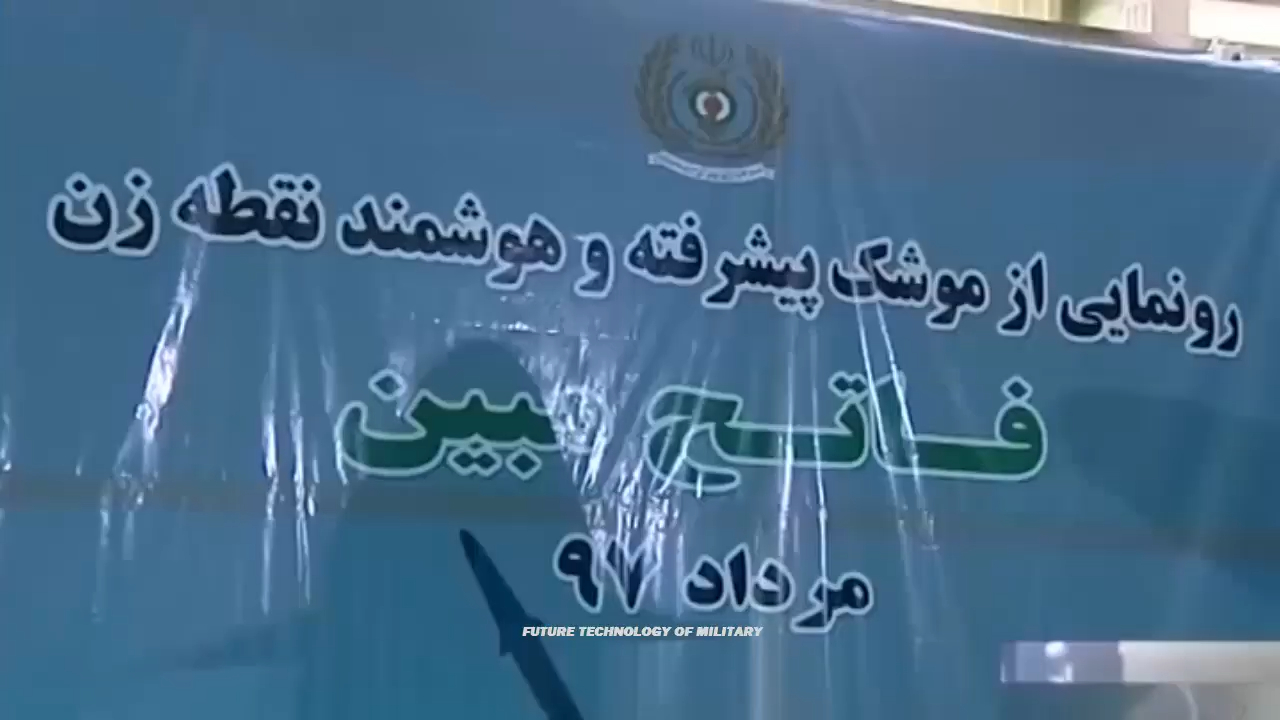 رونمایی از موشک پیشرفته و هوشمند نقطه زن
فاتح مبین
مرداد ۹۷
FUTURE TECHNOLOGY OF MILITARY